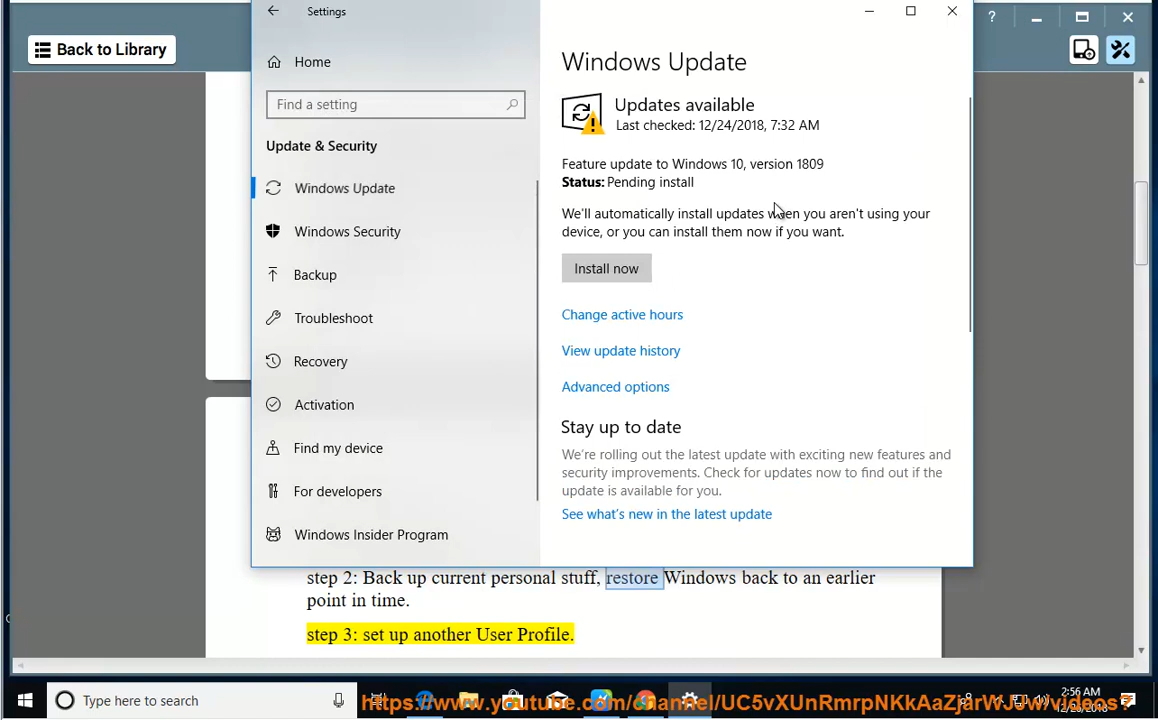 Settings
?
Back to Library
Home
Find a setting
Update & Security
Windows Update
Windows Security
Backup
Troubleshoot
Recovery
Activation
Find my device
For developers
Windows Insider Program
Windows Update
Updates available
Last checked: 12/24/2018, 7:32 AM
Feature update to Windows 10, version 1809
Status: Pending install
We'll automatically install updates when you aren't using your
device, or you can install them now if you want.
Install now
Change active hours
View update history
Advanced options
Stay up to date
We're rolling out the latest update with exciting new features and
security improvements. Check for updates now to find out if the
update is available for you.
See what's new in the latest update
step 2: Back up current personal stuff, restore Windows back to an earlier
point in time.
step 3: set up another User Profile.
Type here to search
2:56 AM